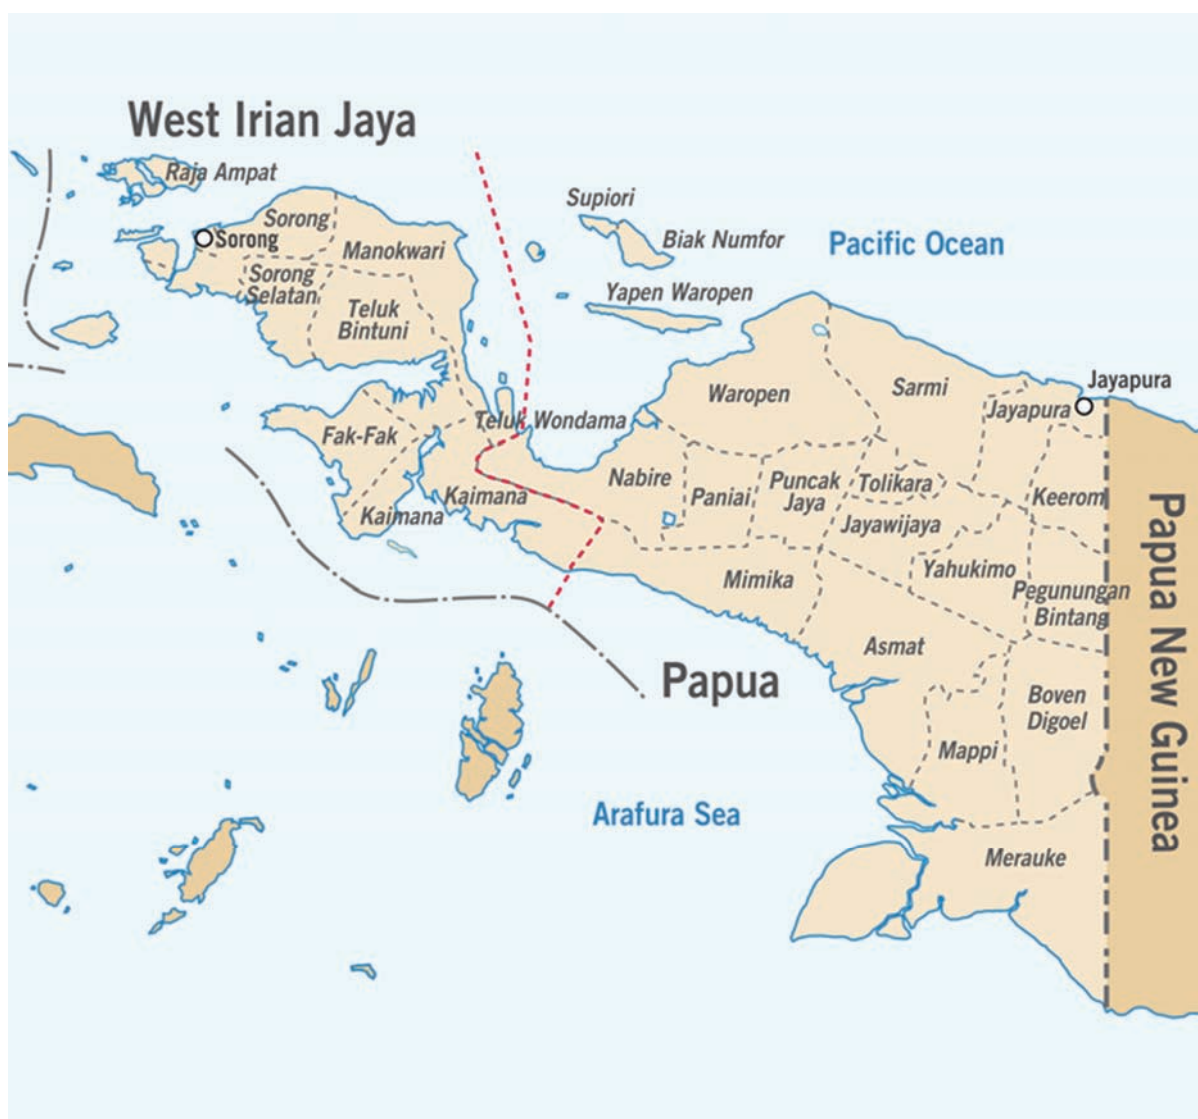 West Irian Jaya
Raja Ampat
Supiori
Sorong
Sorong
Manokwari
Biak Numfor
Pacific Ocean
Sorong
Selatan
Teluk
Bintuni
Yapen Waropen
Jayapura
Waropen
Sarmi
Jayapura
Teluk Wondama
Fak-Fak
Nabire
Paniai
Puncak
Jaya
Tolikara
Keerom
Kaimana
Kaimana
Jayawijaya
Mimika
Yahukimo
Pegunungan
Bintang
Asmat
Papua
Boven
Digoel
Mappi
Papua New Guinea
Arafura Sea
Merauke